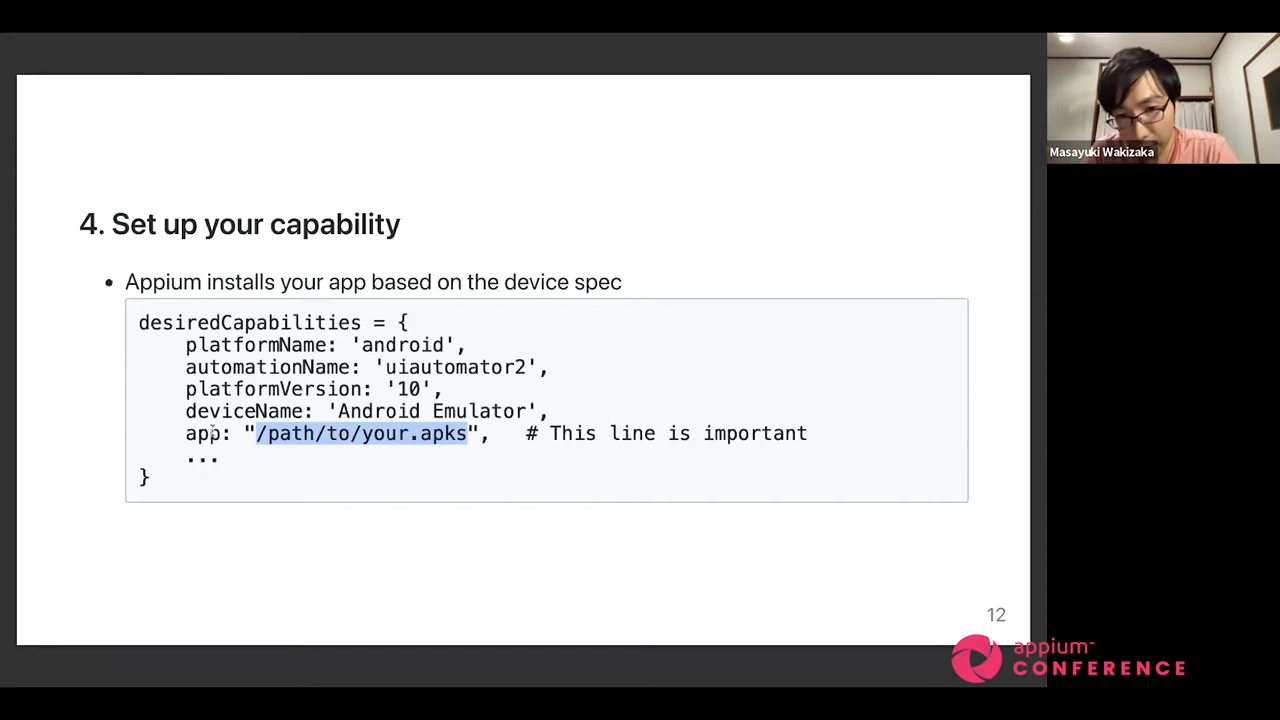 4. Set up your capability
• Appium installs your app based on the device spec
desiredCapabilities = {
platformName: 'android',
automationName: 'uiautomator2',
platformVersion: '10',
deviceName: 'Android Emulator',
app: "/path/to/your.apks", # This line is important
...
}
12
Masayuki Wakizaka
appium™
CONFERENCE